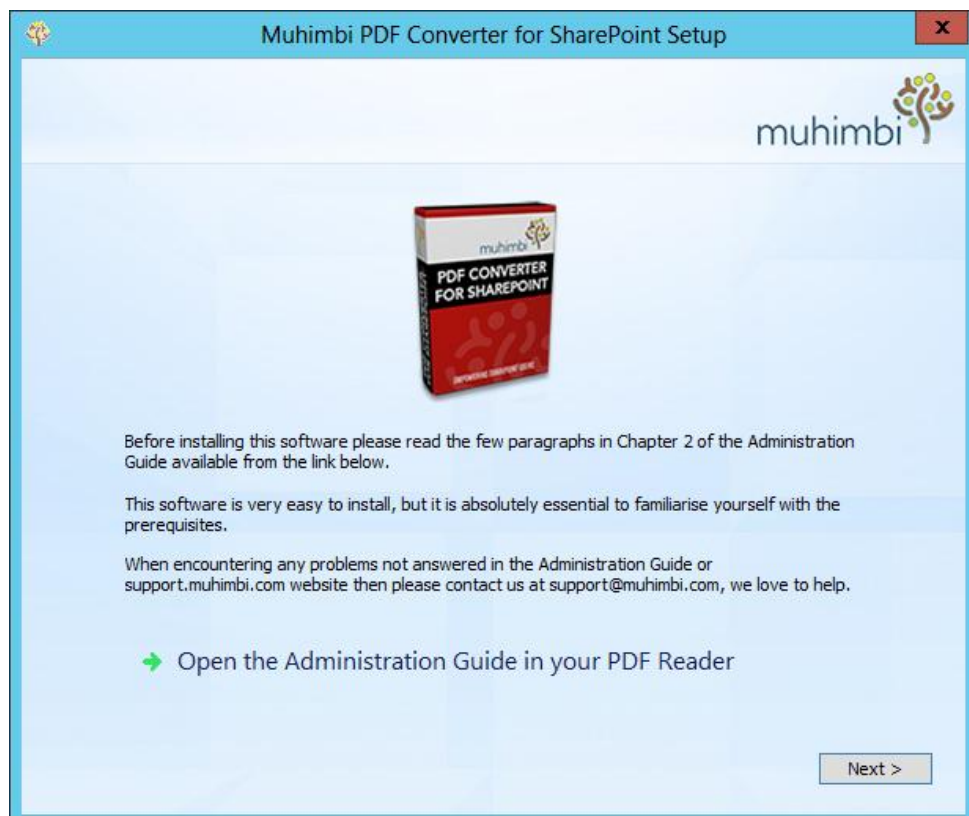 Muhimbi PDF Converter for SharePoint Setup
x
muhimbi
muhimbi
PDF CONVERTER
FOR SHAREPOINT
Before installing this software please read the few paragraphs in Chapter 2 of the Administration
Guide available from the link below.
This software is very easy to install, but it is absolutely essential to familiarise yourself with the
prerequisites.
When encountering any problems not answered in the Administration Guide or
support.muhimbi.com website then please contact us at support@muhimbi.com, we love to help.
Open the Administration Guide in your PDF Reader
Next >